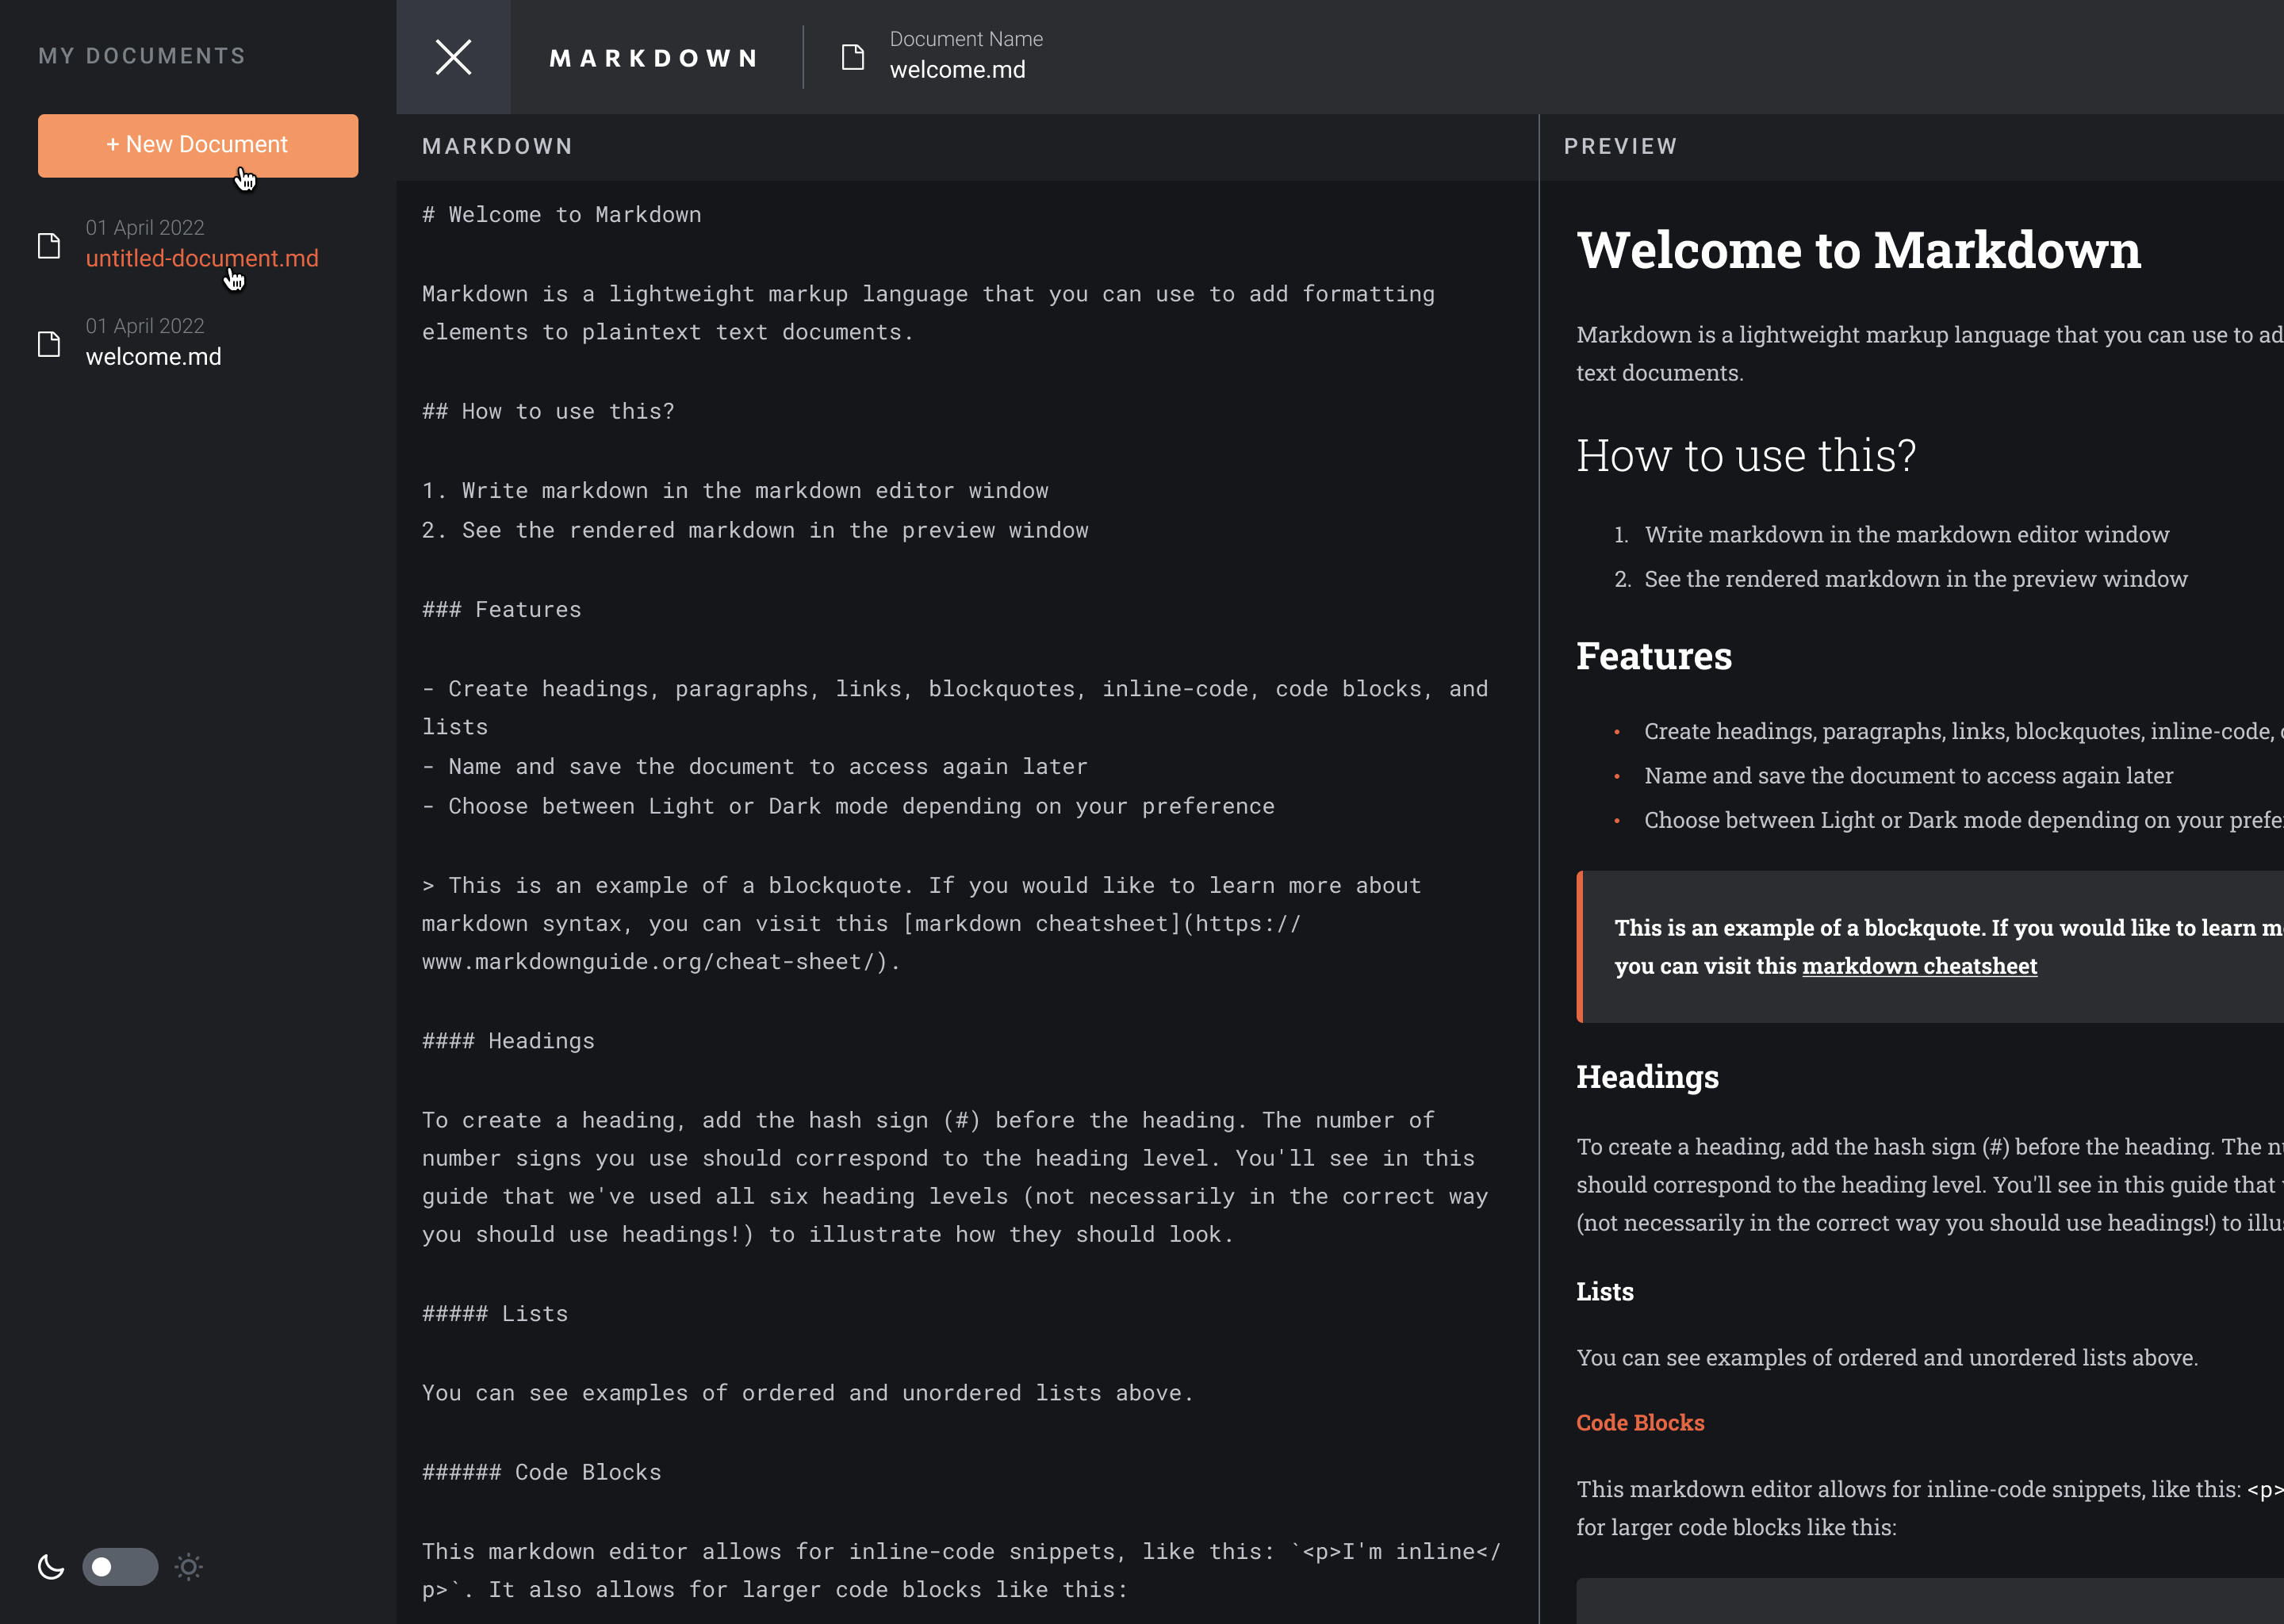 MY DOCUMENTS
+ New Document
01 April 2022
untitled-document.md
01 April 2022
welcome.md
MARKDOWN
Document Name
welcome.md
MARKDOWN
# Welcome to Markdown
Markdown is a lightweight markup language that you can use to add formatting
elements to plaintext text documents.
## How to use this?
1. Write markdown in the markdown editor window
2. See the rendered markdown in the preview window
### Features
- Create headings, paragraphs, links, blockquotes, inline-code, code blocks, and
lists
- Name and save the document to access again later
- Choose between Light or Dark mode depending on your preference
> This is an example of a blockquote. If you would like to learn more about
markdown syntax, you can visit this [markdown cheatsheet](https://
www.markdownguide.org/cheat-sheet/).
#### Headings
To create a heading, add the hash sign (#) before the heading. The number of
number signs you use should correspond to the heading level. You'll see in this
guide that we've used all six heading levels (not necessarily in the correct way
you should use headings!) to illustrate how they should look.
##### Lists
You can see examples of ordered and unordered lists above.
###### Code Blocks
This markdown editor allows for inline-code snippets, like this: `<p>I'm inline</
p>`. It also allows for larger code blocks like this:
PREVIEW
Welcome to Markdown
Markdown is a lightweight markup language that you can use to
text documents.
How to use this?
1. Write markdown in the markdown editor window
2. See the rendered markdown in the preview window
Features
• Create headings, paragraphs, links, blockquotes, inline-code,
• Name and save the document to access again later
• Choose between Light or Dark mode depending on your
This is an example of a blockquote. If you would like to learn
you can visit this markdown cheatsheet
Headings
To create a heading, add the hash sign (#) before the heading. The
should correspond to the heading level. You'll see in this guide that
(not necessarily in the correct way you should use headings!) to
Lists
You can see examples of ordered and unordered lists above.
Code Blocks
This markdown editor allows for inline-code snippets, like this: <p>
for larger code blocks like this: